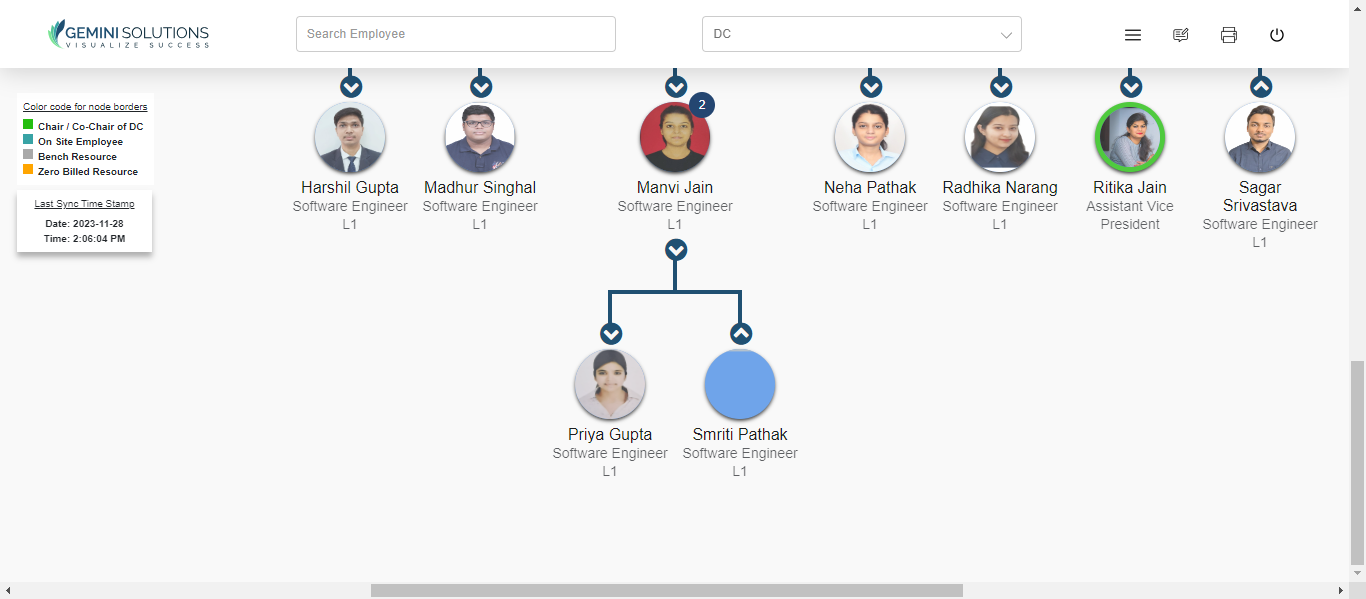 GEMINI SOLUTIONS
VISUALIZE SUCCESS
Search Employee
DC
Color code for node borders
Chair / Co-Chair of DC
On Site Employee
Bench Resource
Zero Billed Resource
Last Sync Time Stamp
Date: 2023-11-28
Time: 2:06:04 PM
Harshil Gupta
Software Engineer
L1
Madhur Singhal
Software Engineer
L1
2
Manvi Jain
Software Engineer
L1
Neha Pathak
Software Engineer
L1
Radhika Narang
Software Engineer
L1
Ritika Jain
Assistant Vice
President
Sagar
Srivastava
Software Engineer
L1
Priya Gupta
Software Engineer
L1
Smriti Pathak
Software Engineer
L1